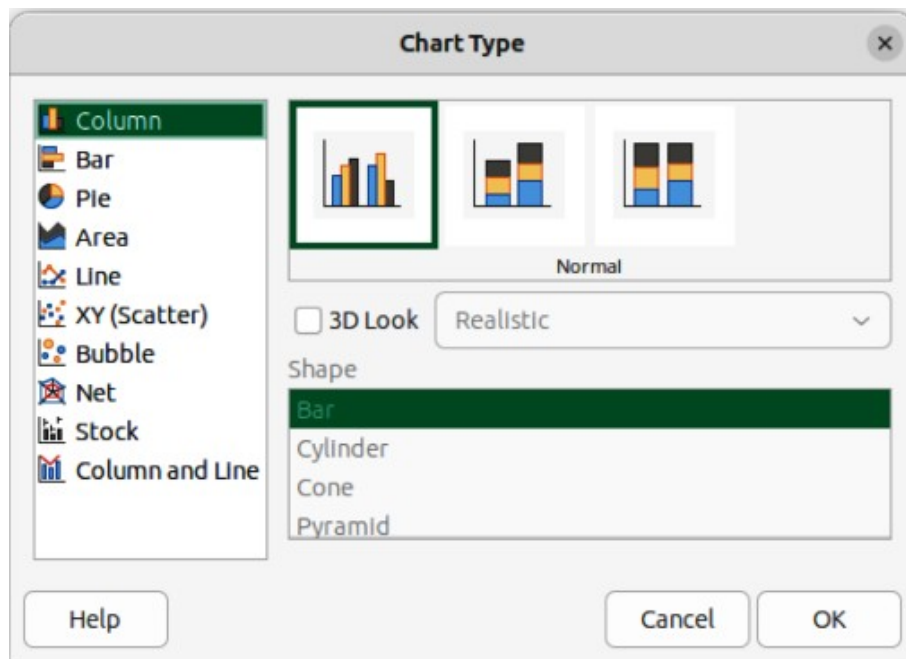 Chart Type
Column
Bar
Pie
Area
Line
XY (Scatter)
Bubble
Net
Stock
Column and Line
Normal
3D Look
Realistic
Shape
Bar
Cylinder
Cone
Pyramid
Help
Cancel
OK